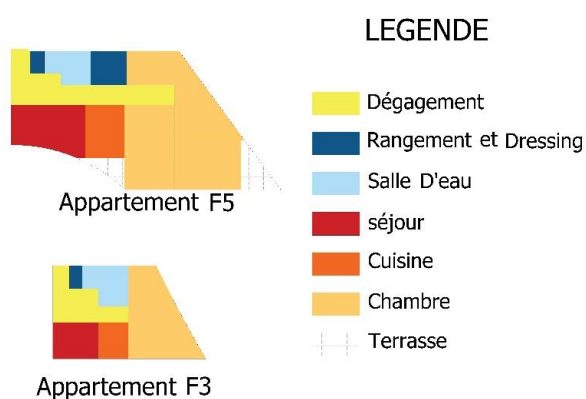 LEGENDE
Dégagement
Rangement et Dressing
Salle D'eau
séjour
Cuisine
Chambre
Terrasse
Appartement F5
Appartement F3